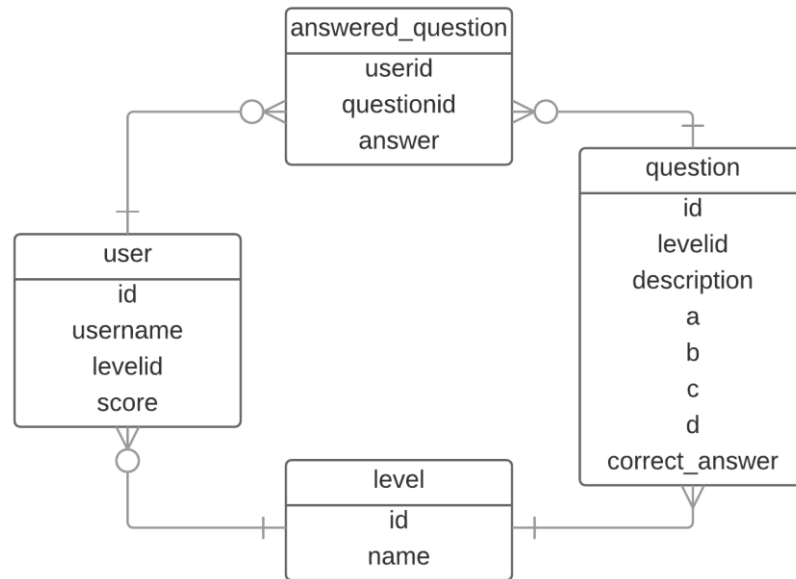 answered_question
userid
questionid
answer
question
id
levelid
description
a
b
c
d
correct_answer
user
id
username
levelid
score
level
id
name